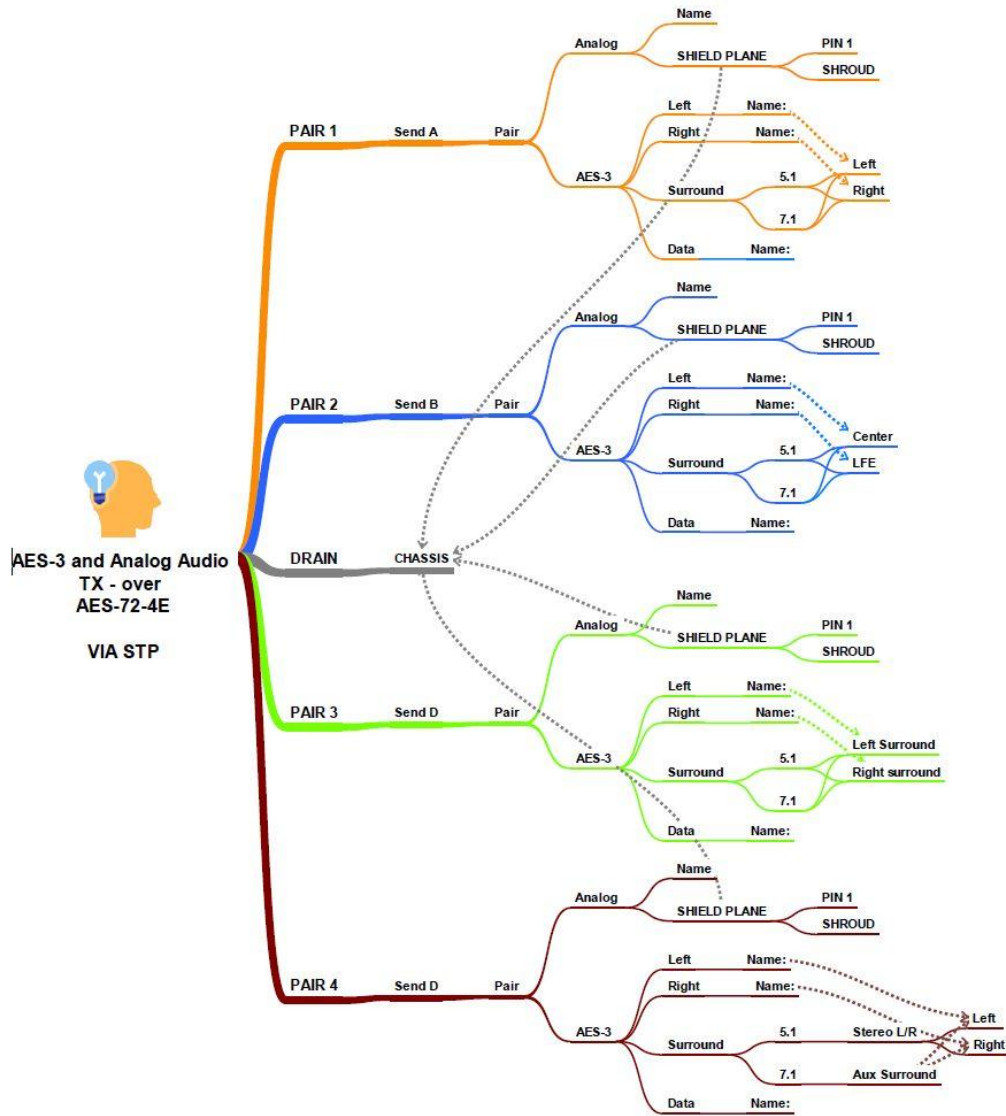 AES-3 and Analog Audio
TX - over
AES-72-4E
VIA STP
PAIR 1
Send A
Pair
Analog
Name
SHIELD PLANE
PIN 1
SHROUD
AES-3
Left
Name:
Right
Name:
Surround
5.1
7.1
Left
Right
Data
Name:
PAIR 2
Send B
Pair
Analog
Name
SHIELD PLANE
PIN 1
SHROUD
AES-3
Left
Name:
Right
Name:
Surround
5.1
7.1
Center
LFE
Data
Name:
DRAIN
CHASSIS
PAIR 3
Send D
Pair
Analog
Name
SHIELD PLANE
PIN 1
SHROUD
AES-3
Left
Name:
Right
Name:
Surround
5.1
7.1
Left Surround
Right surround
Data
Name:
PAIR 4
Send D
Pair
Analog
Name
SHIELD PLANE
PIN 1
SHROUD
AES-3
Left
Name:
Right
Name:
Surround
5.1
Stereo L/R
Left
Right
7.1
Aux Surround
Data
Name: